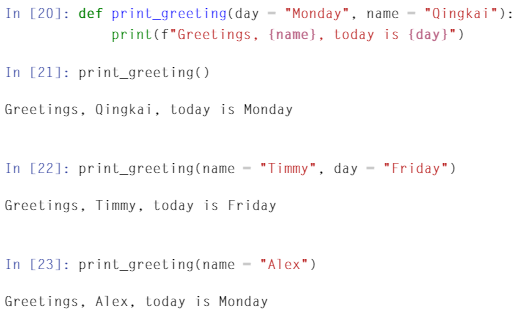 In [20]: def print_greeting(day = "Monday", name = "Qingkai"):
print(f"Greetings, {name}, today is {day}")
In [21]: print_greeting()
Greetings, Qingkai, today is Monday
In [22]: print_greeting(name = "Timmy", day = "Friday")
Greetings, Timmy, today is Friday
In [23]: print_greeting(name = "Alex")
Greetings, Alex, today is Monday